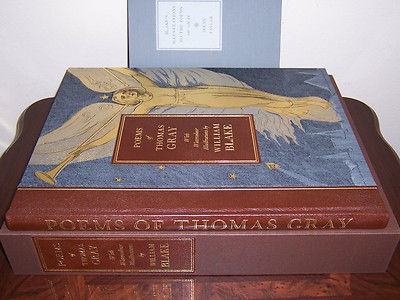 BLAKE'S
POEMS
of
THOMAS
GRAY
With
Watercolour
Illustrations by
WILLIAM
BLAKE
POEMS OF THOMAS GRAY
POEMS
of
THOMAS
GRAY
With
Watercolour
Illustrations
by
WILLIAM
BLAKE